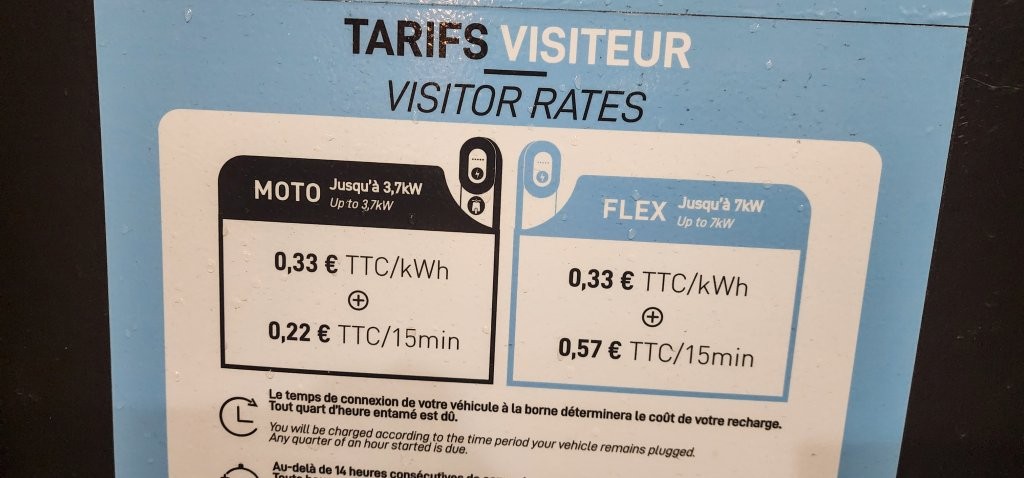 TARIFS VISITEUR
VISITOR RATES
MOTO Jusqu'à 3,7kW
Up to 3,7kW
0,33 € TTC/kWh
+
0,22 € TTC/15min
FLEX Jusqu'à 7kW
Up to 7kW
0,33 € TTC/kWh
+
0,57 € TTC/15min
Le temps de connexion de votre véhicule à la borne déterminera le coût de votre recharge.
Tout quart d'heure entamé est dû.
You will be charged according to the time period your vehicle remains plugged.
Any quarter of an hour started is due.
Au-delà de 14 heures consécutives de